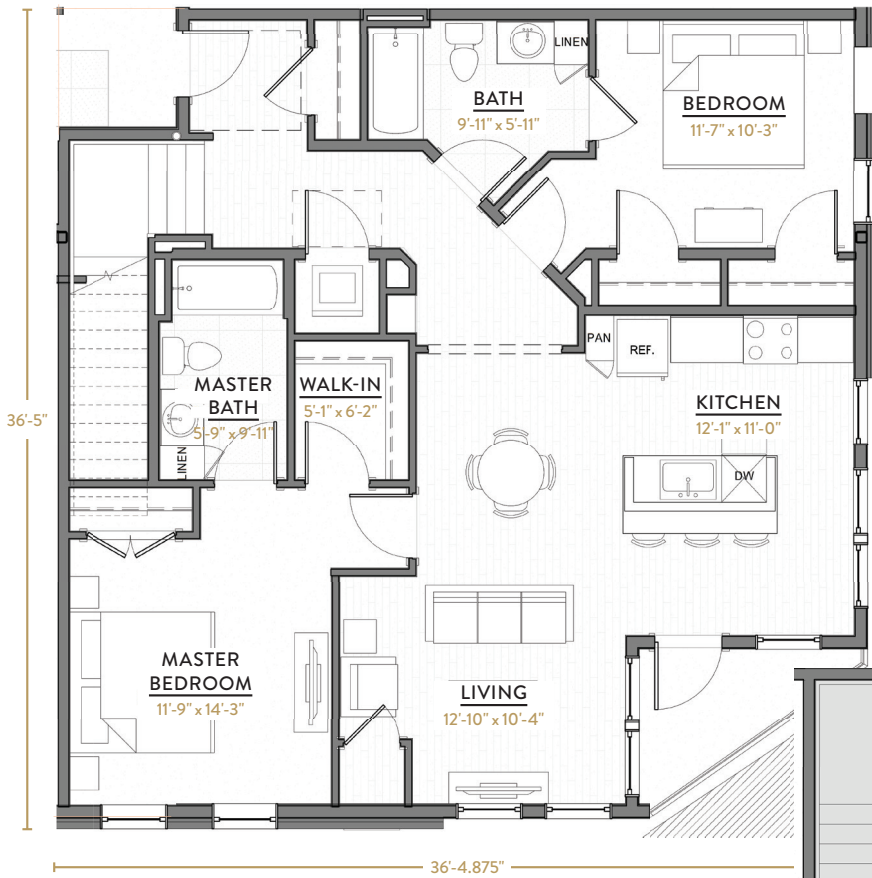 LINEN
BATH
9'-11" x 5'-11"
BEDROOM
11'-7" x 10'-3"
PAN
REF.
MASTER
BATH
5-9" x 9'-11"
LINEN
WALK-IN
5'-1" x 6'-2"
KITCHEN
12'-1" x 11'-0"
DW
36'-5"
MASTER
BEDROOM
11'-9" x 14'-3"
LIVING
12'-10" x 10'-4"
36'-4.875"